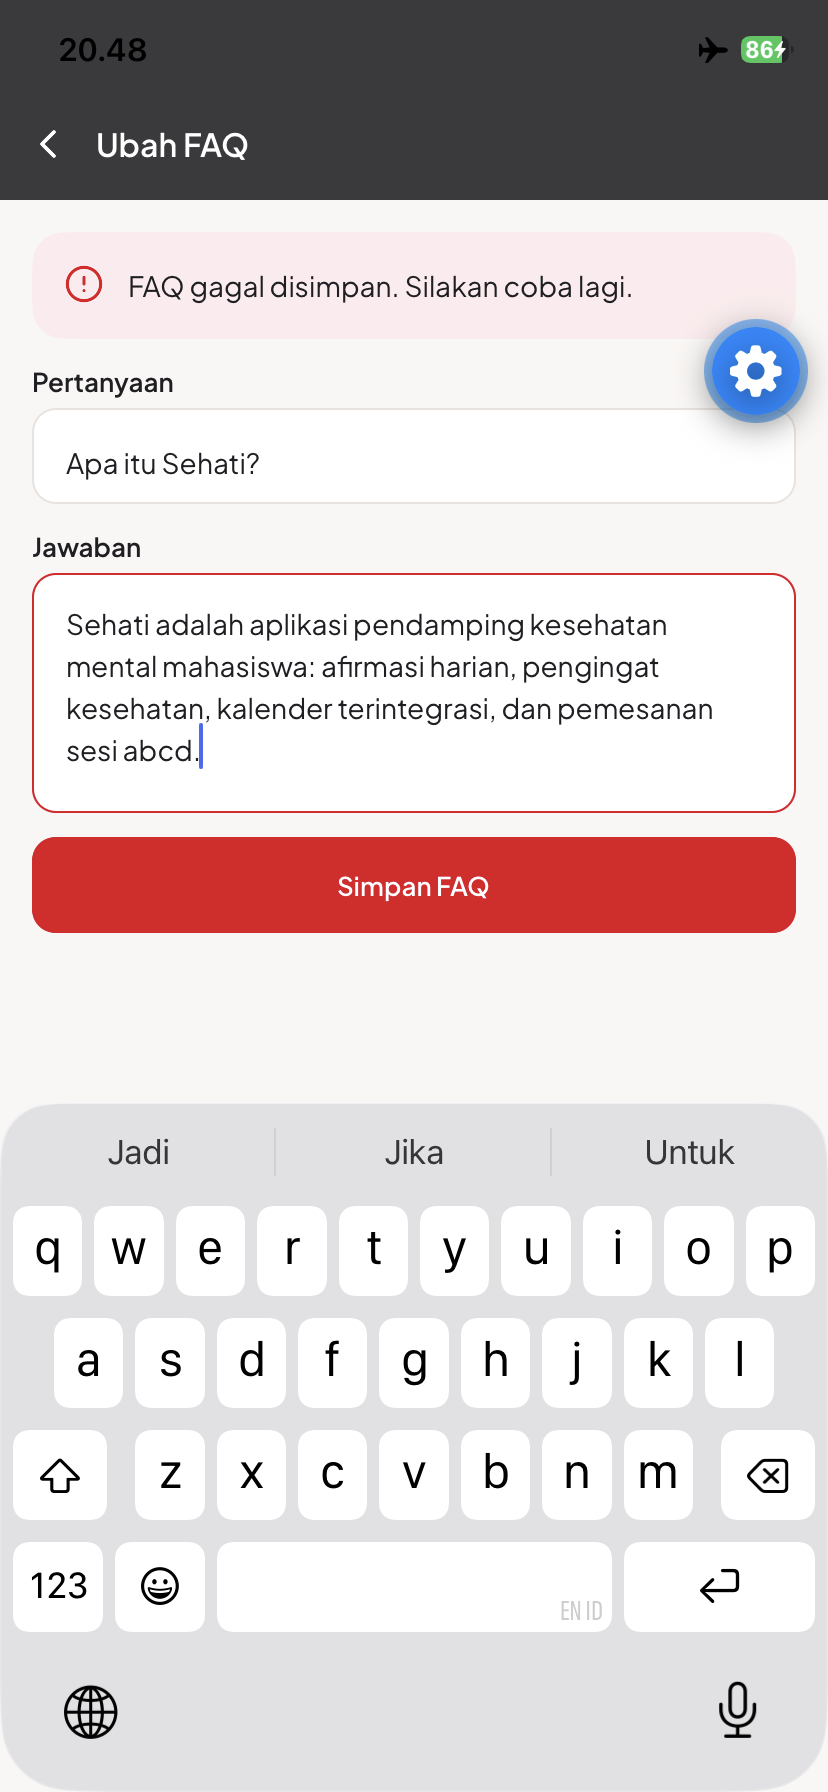 20.48
86
Ubah FAQ
FAQ gagal disimpan. Silakan coba lagi.
Pertanyaan
Apa itu Sehati?
Jawaban
Sehati adalah aplikasi pendamping kesehatan
mental mahasiswa: afirmasi harian, pengingat
kesehatan, kalender terintegrasi, dan pemesanan
sesi abcd.
Simpan FAQ
Jadi Jika Untuk
q w e r t y u i o p
a s d f g h j k l
z x c v b n m
123
EN ID